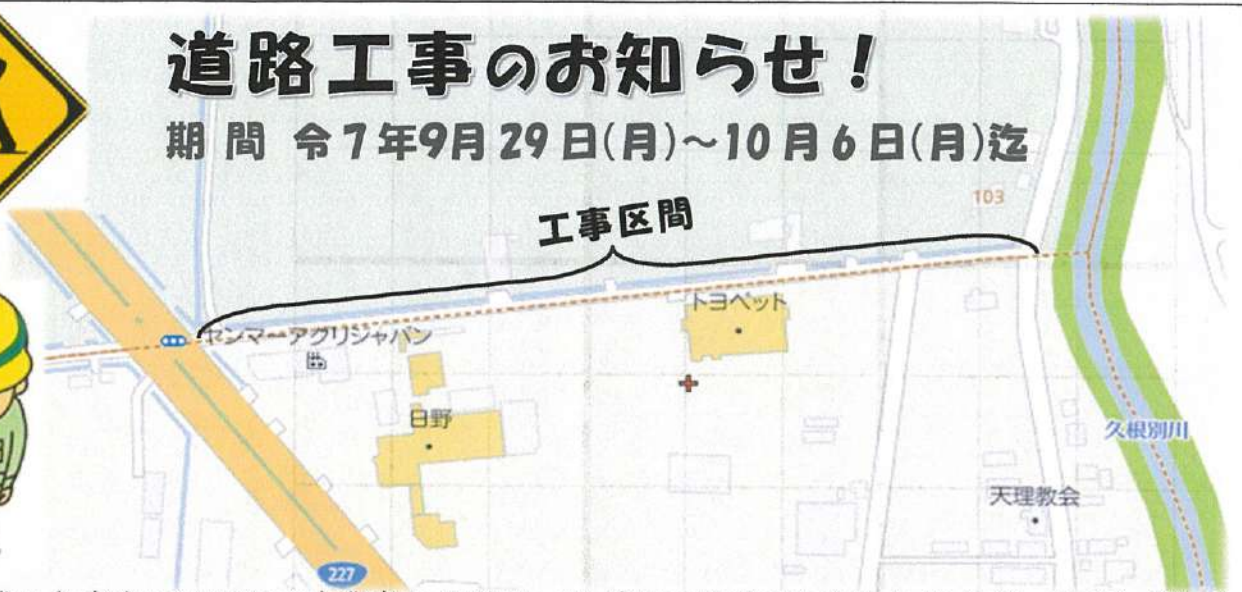 道路工事のお知らせ!
期間 令7年9月29日(月)~10月6日(月)迄
工事区間
103
トヨペット
ヤンマーアグリジャパン
日野
久根別川
天理教会
227